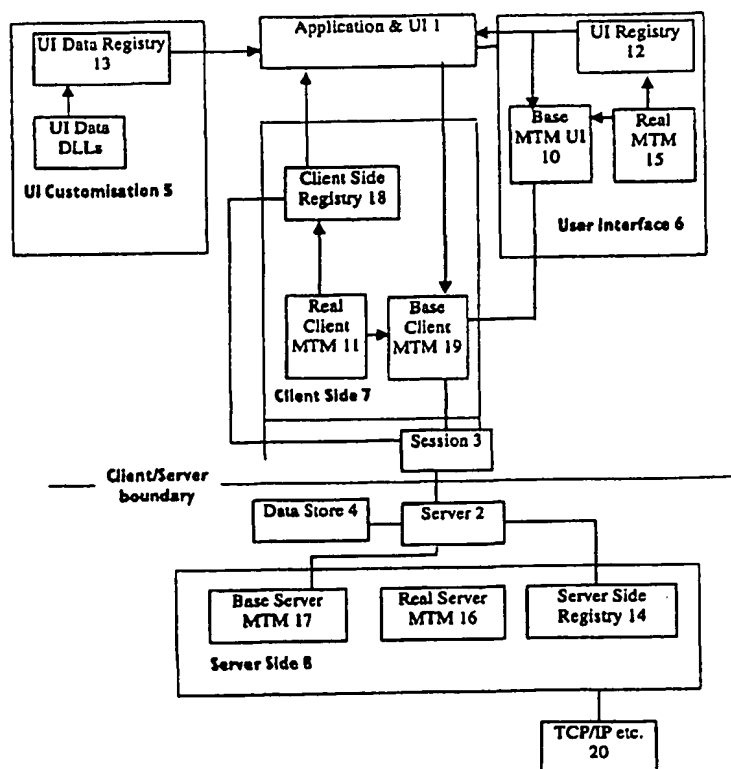 UI Data Registry
13
Application & UI 1
UI Registry
12
UI Data
DLLs
UI Customisation 5
Base
MTM UI
10
Real
MTM
15
User Interface 6
Client Side
Registry 18
Real
Client
MTM 11
Base
Client
MTM 19
Client Side 7
Session 3
Client/Server
boundary
Data Store 4
Server 2
Base Server
MTM 17
Real Server
MTM 16
Server Side
Registry 14
Server Side 8
TCP/IP etc.
20